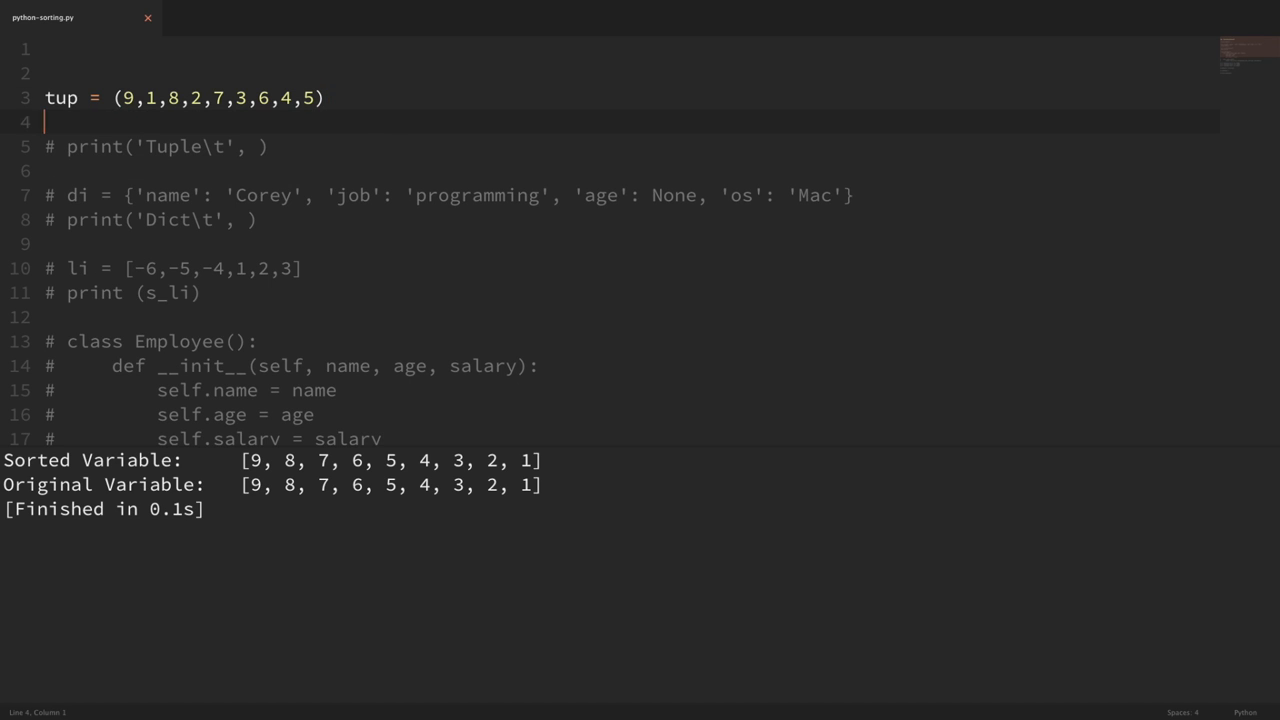 python-sorting.py ×
1
2
3 tup = (9,1,8,2,7,3,6,4,5)
4
5 # print('Tuple\t', )
6
7 # di = {'name': 'Corey', 'job': 'programming', 'age': None, 'os': 'Mac'}
8 # print('Dict\t', )
9
10 # li = [-6,-5,-4,1,2,3]
11 # print (s_li)
12
13 # class Employee():
14 #     def __init__(self, name, age, salary):
15 #         self.name = name
16 #         self.age = age
17 #         self.salary = salary
Sorted Variable:     [9, 8, 7, 6, 5, 4, 3, 2, 1]
Original Variable:   [9, 8, 7, 6, 5, 4, 3, 2, 1]
[Finished in 0.1s]
Line 4, Column 1 Spaces: 4 Python